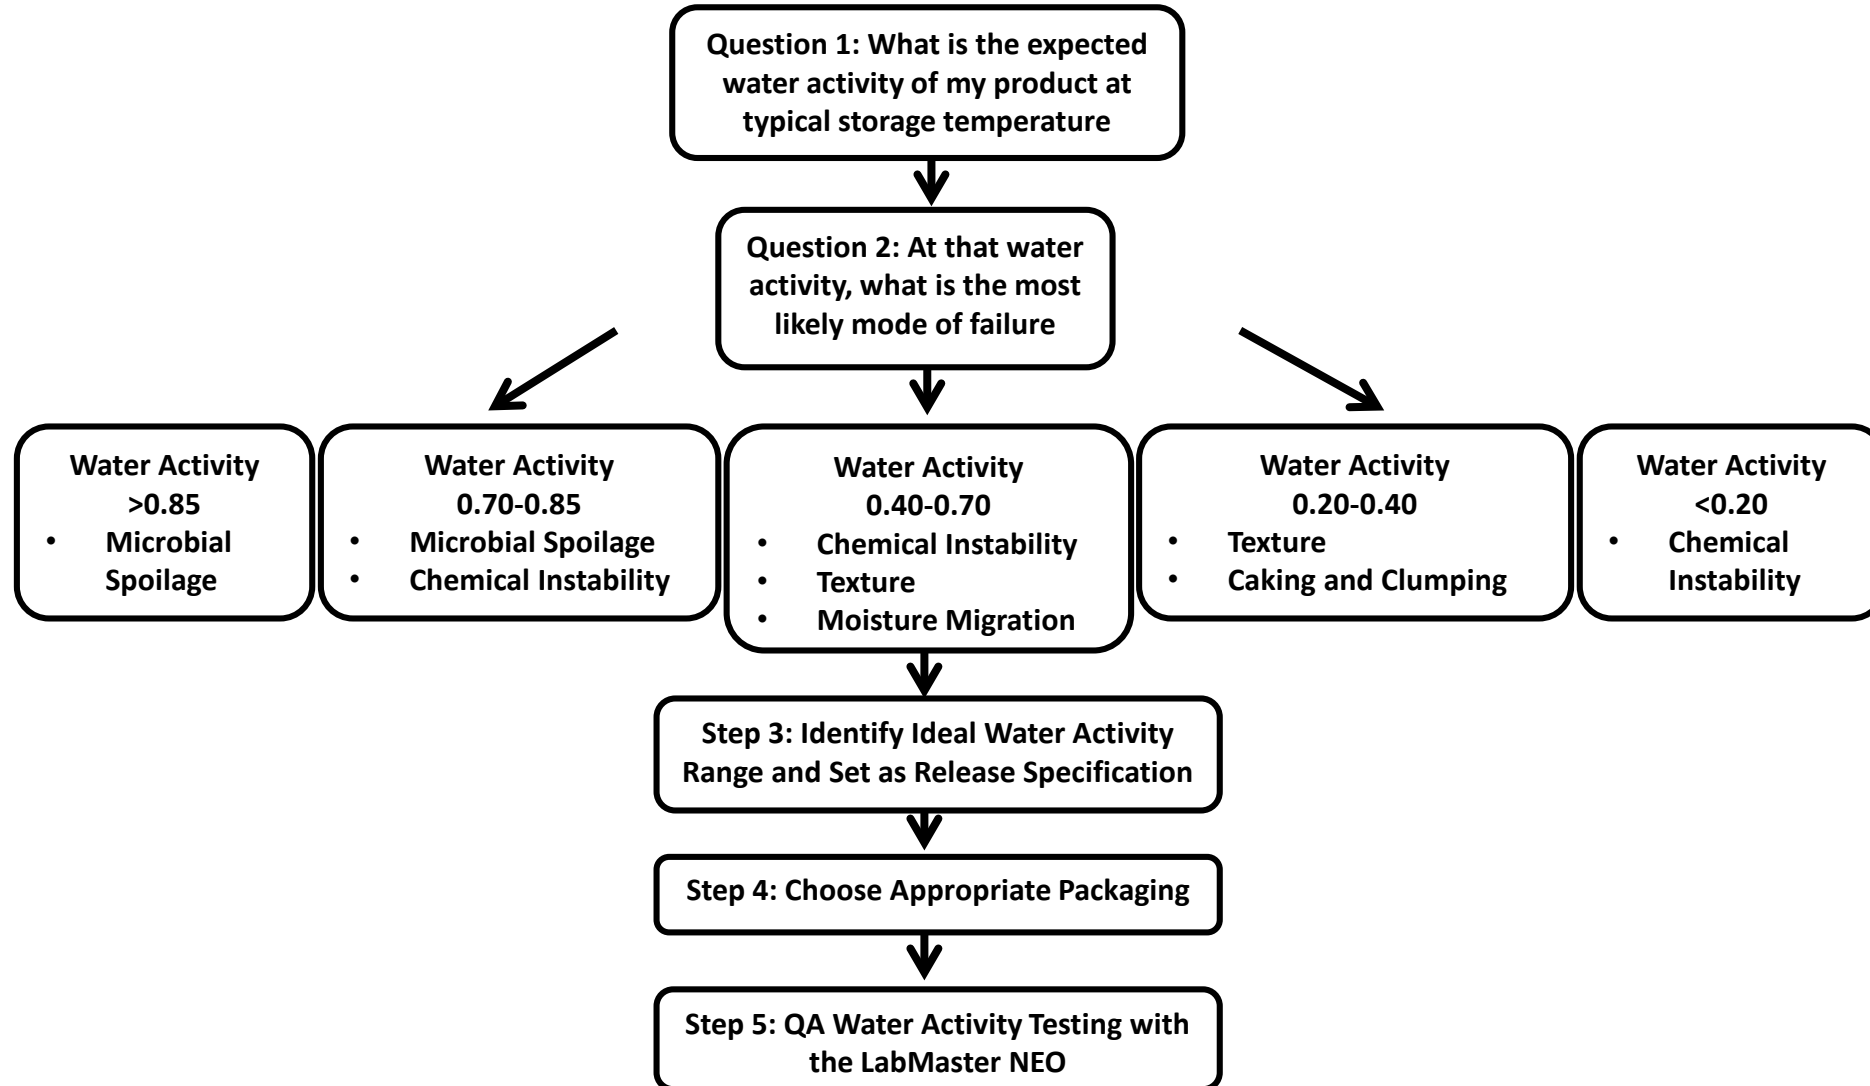 Question 1: What is the expected
water activity of my product at
typical storage temperature
Question 2: At that water
activity, what is the most
likely mode of failure
Water Activity
>0.85
• Microbial
Spoilage
Water Activity
0.70-0.85
• Microbial Spoilage
• Chemical Instability
Water Activity
0.40-0.70
• Chemical Instability
• Texture
• Moisture Migration
Water Activity
0.20-0.40
• Texture
• Caking and Clumping
Water Activity
<0.20
• Chemical
Instability
Step 3: Identify Ideal Water Activity
Range and Set as Release Specification
Step 4: Choose Appropriate Packaging
Step 5: QA Water Activity Testing with
the LabMaster NEO